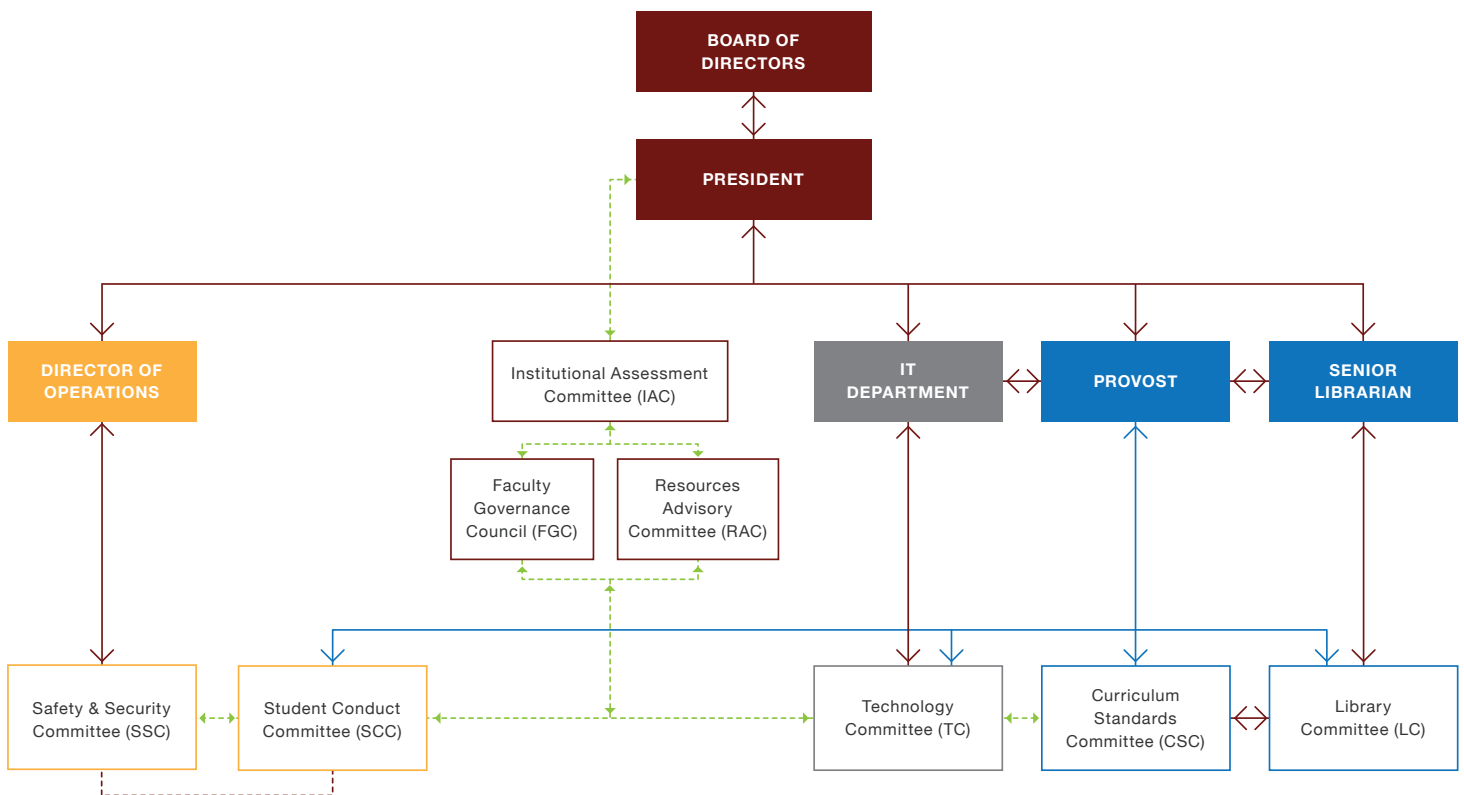 BOARD OF
DIRECTORS
PRESIDENT
DIRECTOR OF
OPERATIONS
Institutional Assessment
Committee (IAC)
IT
DEPARTMENT
PROVOST
SENIOR
LIBRARIAN
Faculty
Governance
Council (FGC)
Resources
Advisory
Committee (RAC)
Safety & Security
Committee (SSC)
Student Conduct
Committee (SCC)
Technology
Committee (TC)
Curriculum
Standards
Committee (CSC)
Library
Committee (LC)